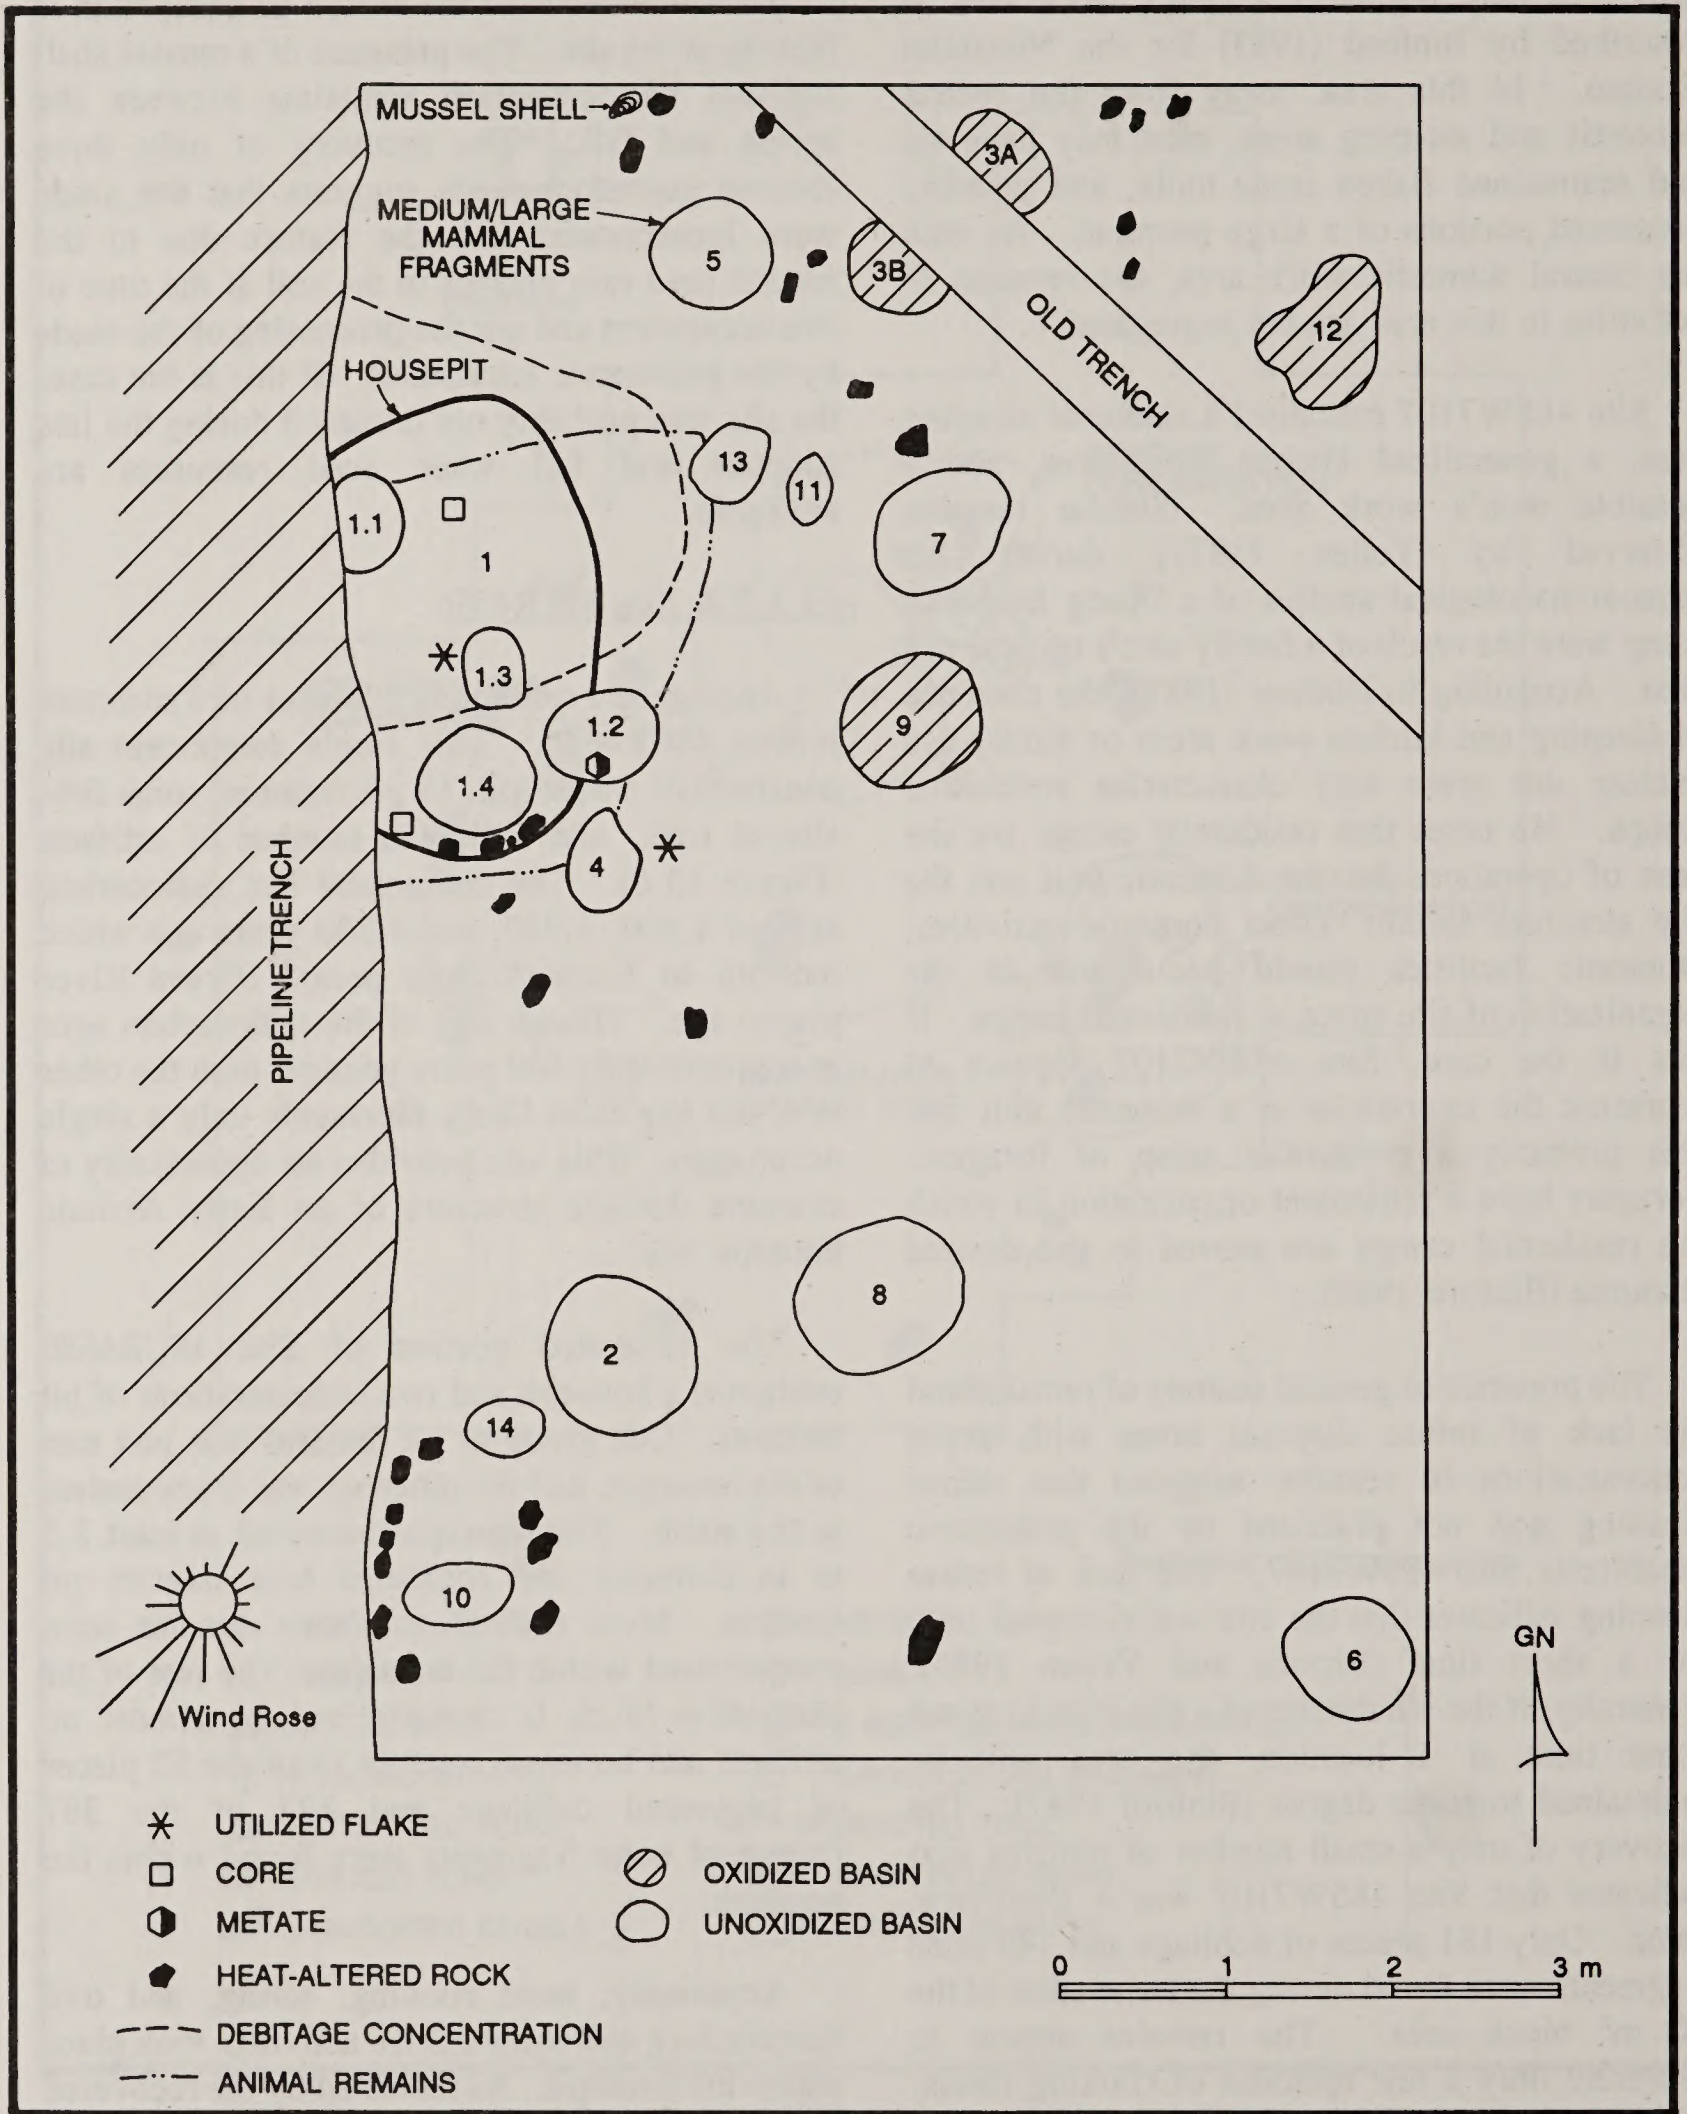 MUSSEL SHELL
3A
MEDIUM/LARGE
MAMMAL
FRAGMENTS
5
3B
OLD TRENCH
12
HOUSEPIT
13
11
1.1
1
7
1.3
1.2
9
1.4
4
PIPELINE TRENCH
8
2
14
10
6
GN
Wind Rose
UTILIZED FLAKE
CORE
OXIDIZED BASIN
METATE
UNOXIDIZED BASIN
HEAT-ALTERED ROCK
0 1 2 3 m
DEBITAGE CONCENTRATION
ANIMAL REMAINS